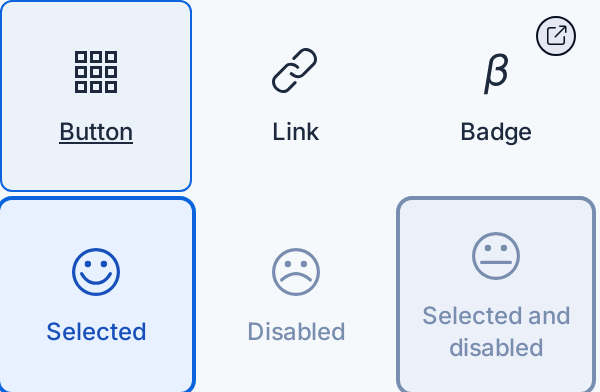 Button
Link
β
Badge
Selected
Disabled
Selected and
disabled